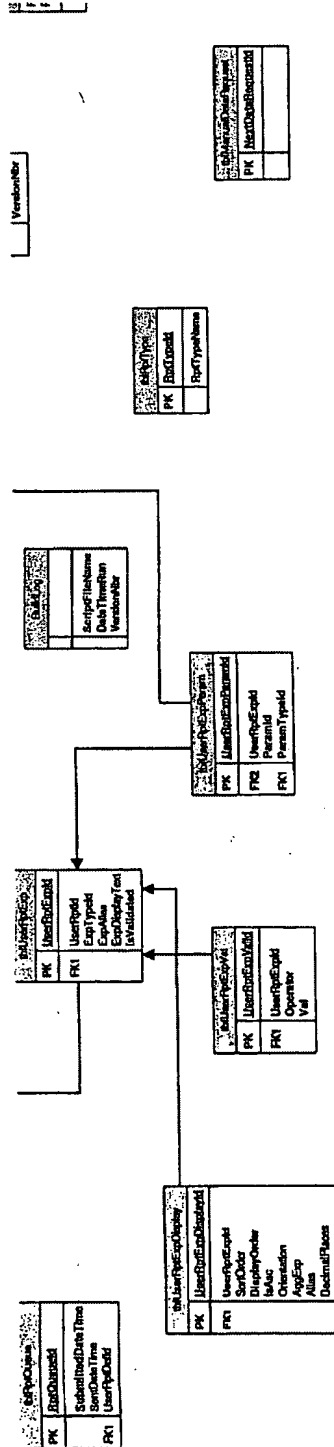 VersionNbr
PK NextDataRequestId
tblRptType
PK RptTypeId
RptTypeName
BuildLog
ScriptFileName
DateTimeRun
VersionNbr
tblUserRptExpParam
PK UserRptExpParamId
FK2 UserRptExpId
ParamId
FK1 ParamTypeId
tblUserRptExp
PK UserRptExpId
FK1 UserRptId
ExpTypeId
ExpAlias
ExpDisplayText
IsValidated
tblUserRptExpVal
PK UserRptExpValId
FK1 UserRptExpId
Operator
Val
tblUserRptExpDisplay
PK UserRptExpDisplayId
FK1 UserRptExpId
SortOrder
DisplayOrder
IsAsc
Orientation
AggExp
Alias
DecimalPlaces
tblRptQueue
PK RptQueueId
SubmittedDateTime
SentDateTime
FK1 UserRptDefId